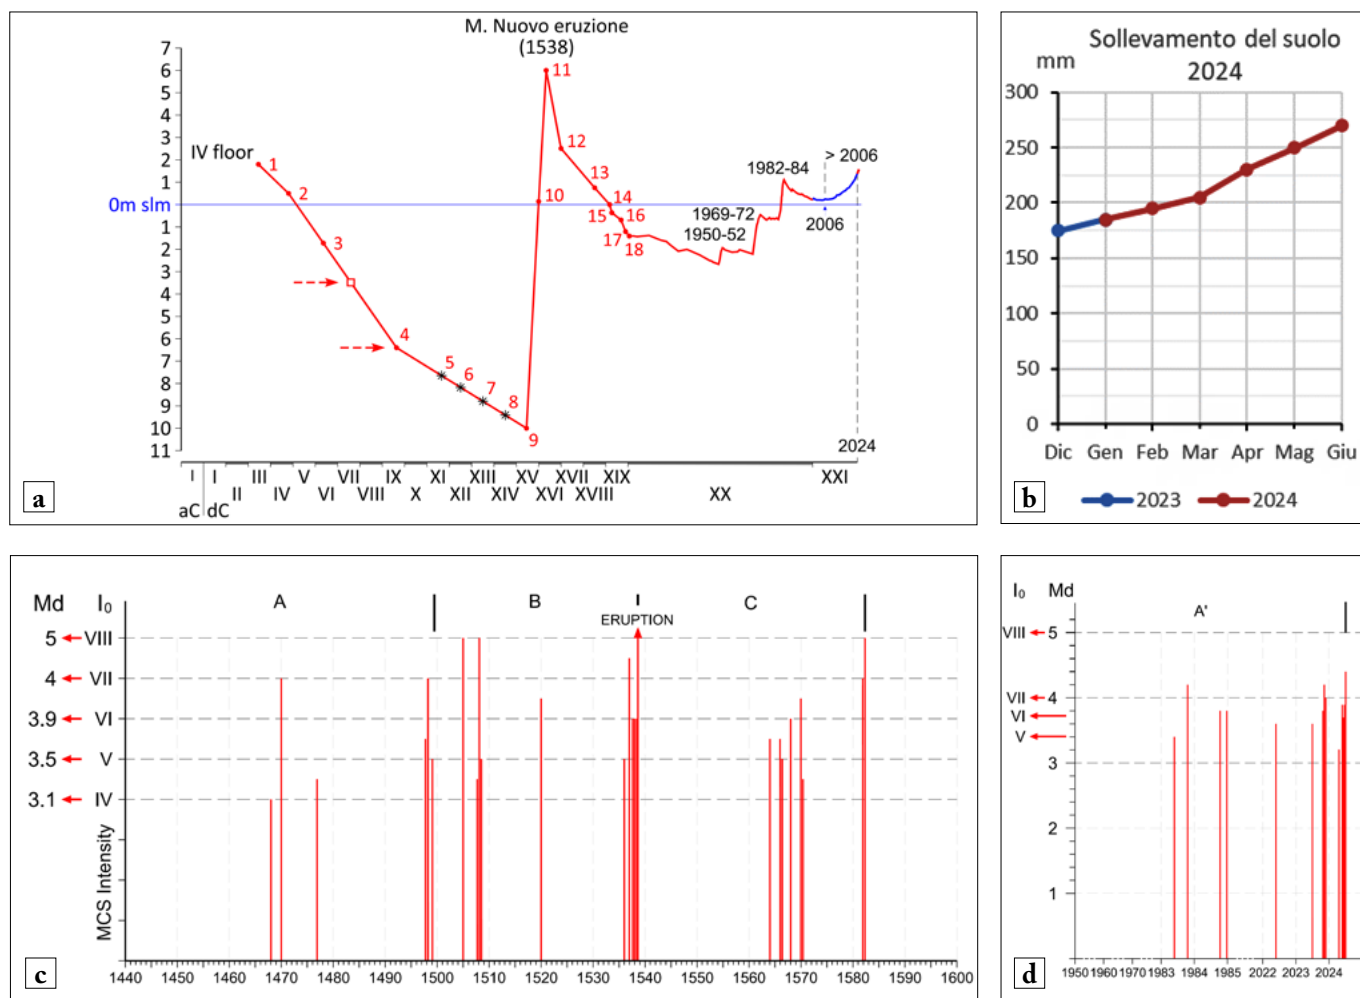 M. Nuovo eruzione
(1538)
7
6
5
4
3
2
1
0m slm
1
2
3
4
5
6
7
8
9
10
11
IV floor
1
2
3
4
5
6
7
8
9
10
11
12
13
14
15
16
17
18
1950-52
1969-72
1982-84
> 2006
2006
2024
I I III V VII IX XI XIII XV XVII XIX XXI
II IV VI VIII X XII XIV XVI XVIII XX
aC dC
a
Sollevamento del suolo
2024
mm
300
250
200
150
100
50
0
Dic Gen Feb Mar Apr Mag Giu
2023 2024
b
Md I₀ A B I C
ERUPTION
5 VIII
4 VII
3.9 VI
3.5 V
3.1 IV
MCS Intensity
1440 1450 1460 1470 1480 1490 1500 1510 1520 1530 1540 1550 1560 1570 1580 1590 1600
c
I₀ Md
A'
VIII 5
VII 4
VI
V
3
2
1
1950 1960 1970 1983 1984 1985 2022 2023 2024
d